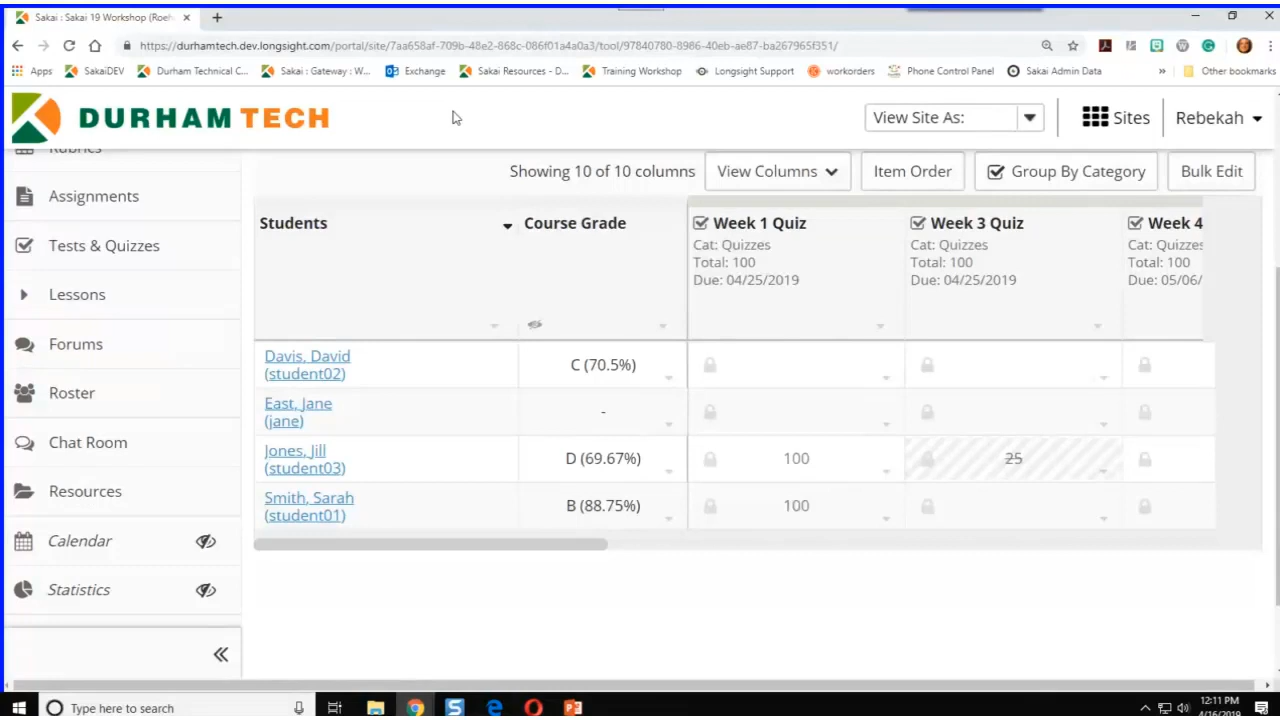 Sakai : Sakai 19 Workshop (Roeh
https://durhamtech.dev.longsight.com/portal/site/7aa658af-709b-48e2-868c-086f01a4a0a3/tool/97840780-8986-40eb-ae87-ba267965f351/
Apps SakaiDEV Durham Technical C... Sakai : Gateway : W... Exchange Sakai Resources - D... Training Workshop Longsight Support workorders Phone Control Panel Sakai Admin Data » Other bookmarks
DURHAM TECH
View Site As:
Sites
Rebekah
Rubrics
Assignments
Tests & Quizzes
Lessons
Forums
Roster
Chat Room
Resources
Calendar
Statistics
Showing 10 of 10 columns
View Columns
Item Order
Group By Category
Bulk Edit
Students Course Grade Week 1 Quiz Week 3 Quiz Week 4
Cat: Quizzes Cat: Quizzes Cat: Quizzes
Total: 100 Total: 100 Total: 100
Due: 04/25/2019 Due: 04/25/2019 Due: 05/06/
Davis, David
(student02)
C (70.5%)
East, Jane
(jane)
-
Jones, Jill
(student03)
D (69.67%) 100 25
Smith, Sarah
(student01)
B (88.75%) 100
Type here to search
12:11 PM
4/16/2019